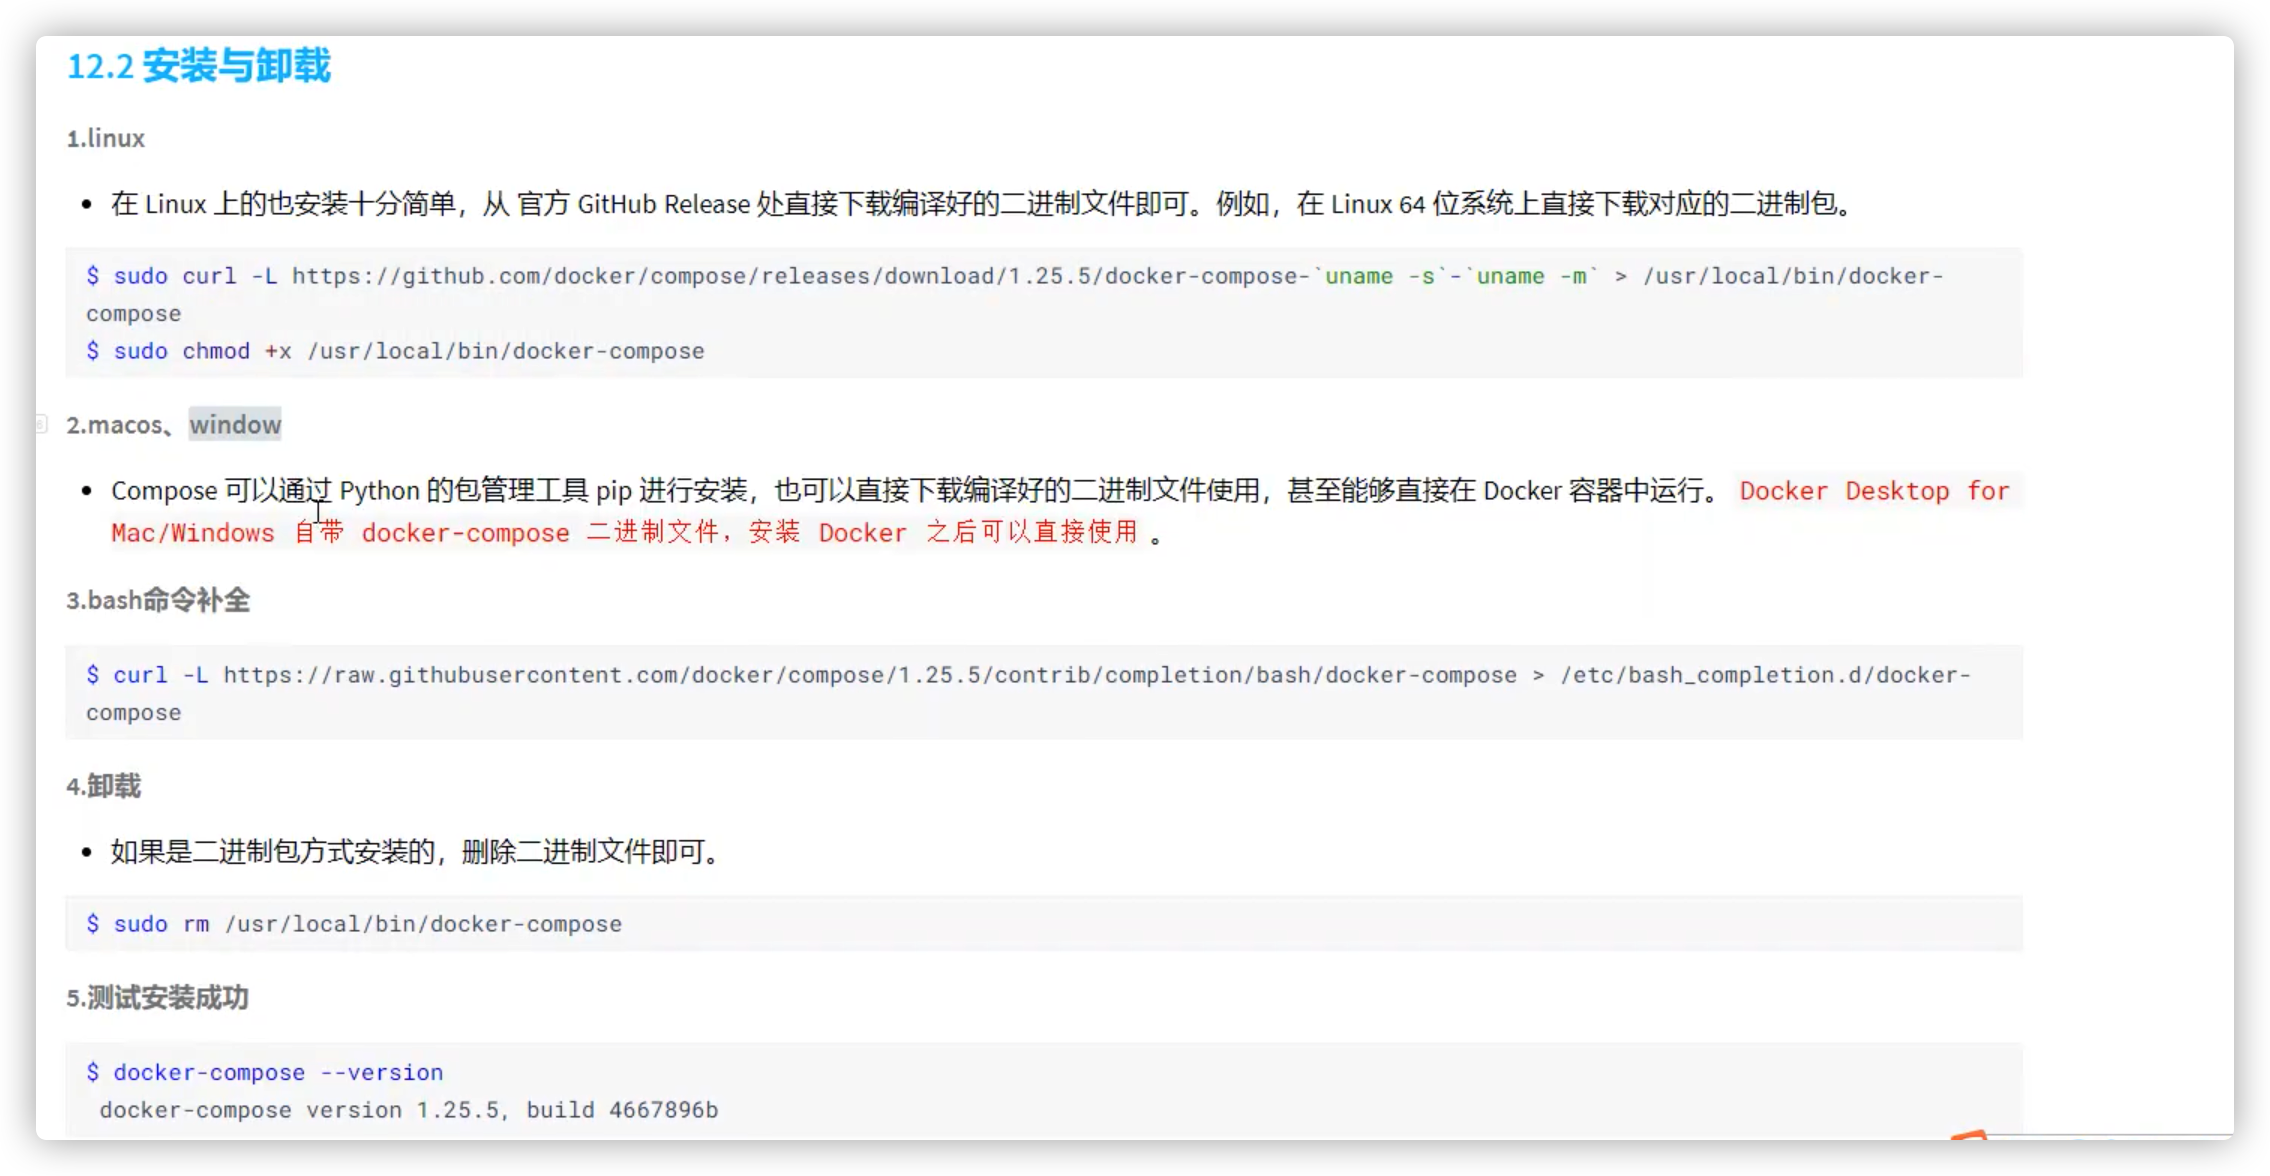 12.2 安装与卸载
1.linux
• 在 Linux 上的也安装十分简单，从 官方 GitHub Release 处直接下载编译好的二进制文件即可。例如，在 Linux 64 位系统上直接下载对应的二进制包。
$ sudo curl -L https://github.com/docker/compose/releases/download/1.25.5/docker-compose-`uname -s`-`uname -m` > /usr/local/bin/docker-
compose
$ sudo chmod +x /usr/local/bin/docker-compose
2.macos、window
• Compose 可以通过 Python 的包管理工具 pip 进行安装，也可以直接下载编译好的二进制文件使用，甚至能够直接在 Docker 容器中运行。Docker Desktop for
Mac/Windows 自带 docker-compose 二进制文件，安装 Docker 之后可以直接使用 。
3.bash命令补全
$ curl -L https://raw.githubusercontent.com/docker/compose/1.25.5/contrib/completion/bash/docker-compose > /etc/bash_completion.d/docker-
compose
4.卸载
• 如果是二进制包方式安装的，删除二进制文件即可。
$ sudo rm /usr/local/bin/docker-compose
5.测试安装成功
$ docker-compose --version
docker-compose version 1.25.5, build 4667896b